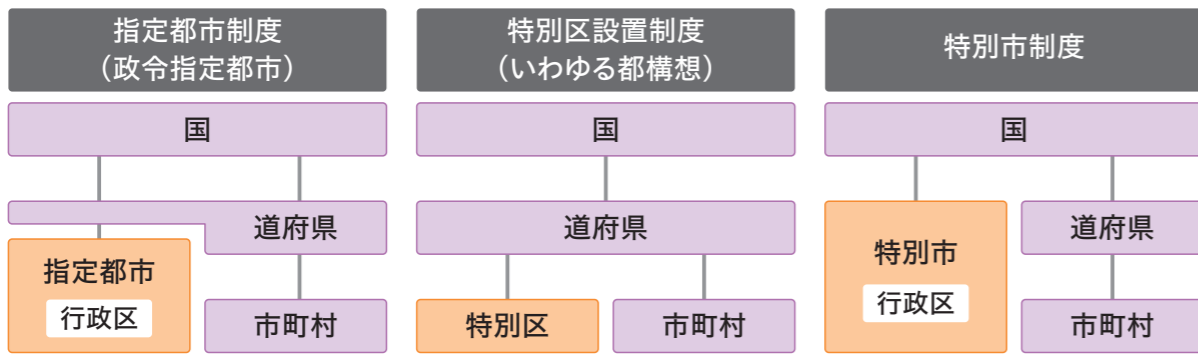 指定都市制度
（政令指定都市）
国
道府県
指定都市
行政区
市町村
特別区設置制度
（いわゆる都構想）
国
道府県
特別区
市町村
特別市制度
国
特別市
行政区
道府県
市町村